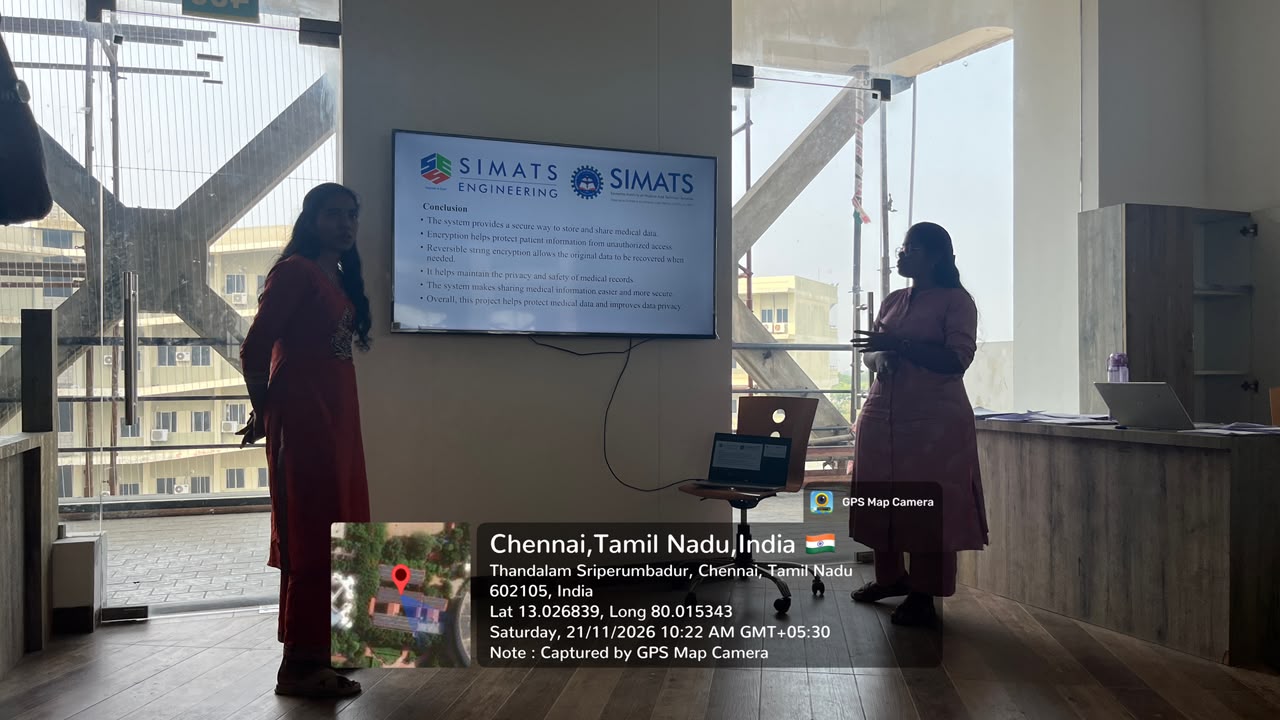 SIMATS
ENGINEERING
SIMATS
Conclusion
• The system provides a secure way to store and share medical data.
• Encryption helps protect patient information from unauthorized access
• Reversible string encryption allows the original data to be recovered when
needed.
• It helps maintain the privacy and safety of medical records
• The system makes sharing medical information easier and more secure
• Overall, this project helps protect medical data and improves data privacy.
GPS Map Camera
Chennai,Tamil Nadu,India
Thandalam Sriperumbadur, Chennai, Tamil Nadu
602105, India
Lat 13.026839, Long 80.015343
Saturday, 21/11/2026 10:22 AM GMT+05:30
Note : Captured by GPS Map Camera